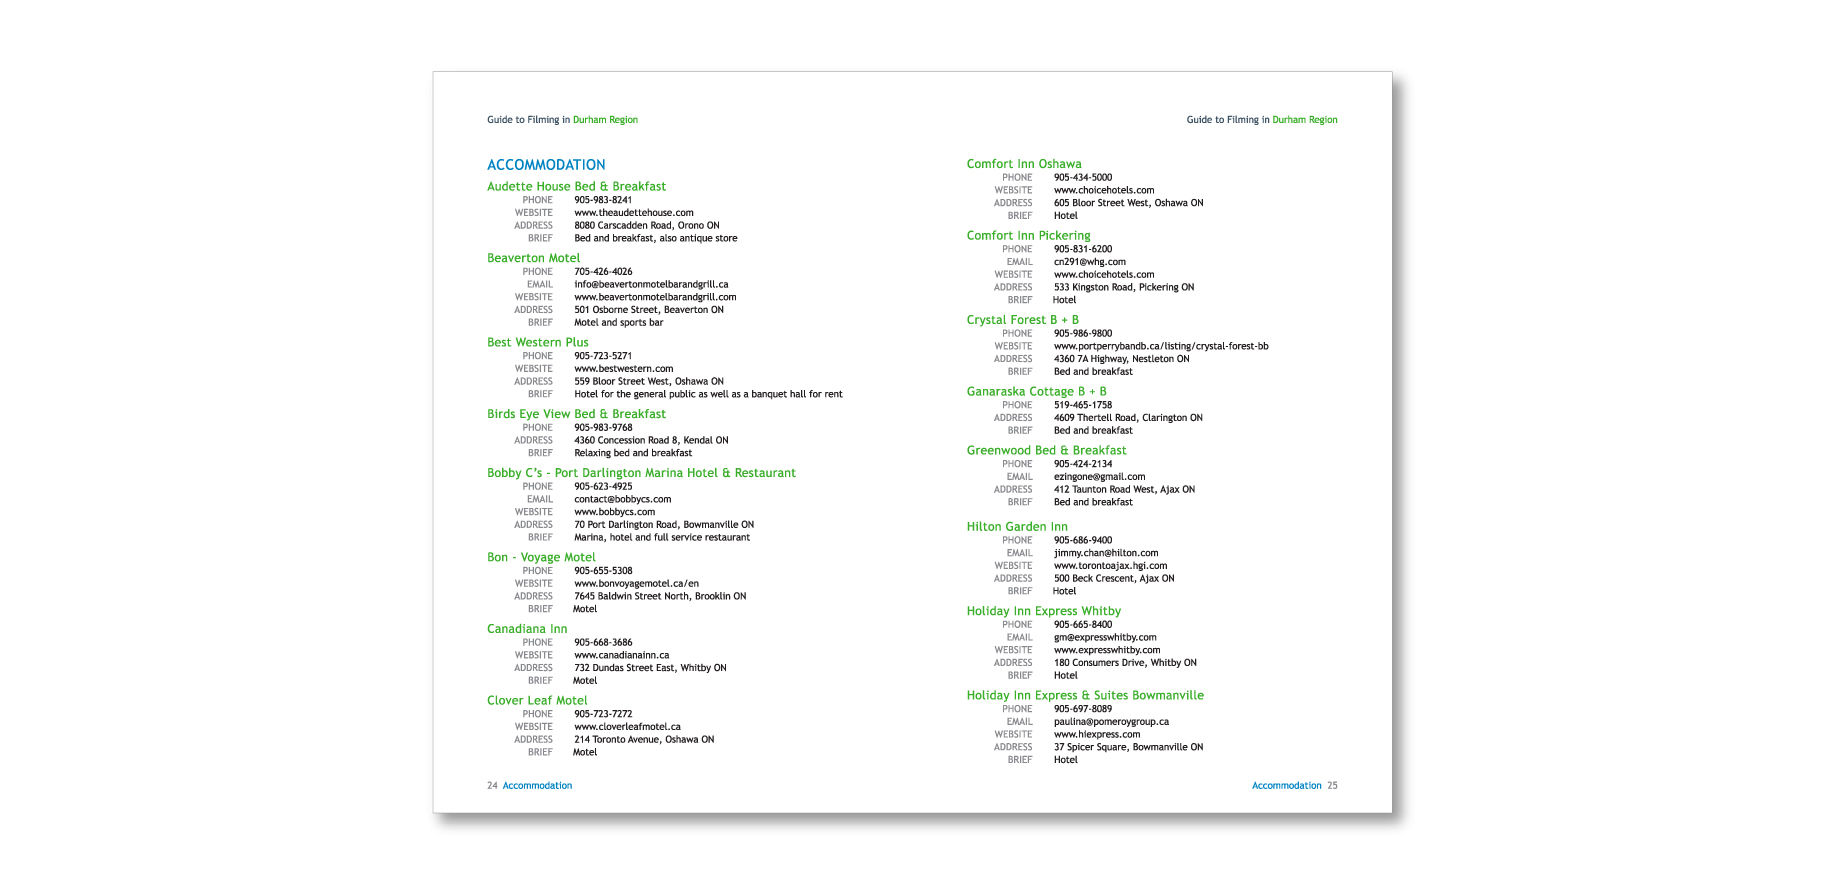 Guide to Filming in Durham Region
ACCOMMODATION
Audette House Bed & Breakfast
PHONE 905-983-8241
WEBSITE www.theaudettehouse.com
ADDRESS 8080 Carscadden Road, Orono ON
BRIEF Bed and breakfast, also antique store
Beaverton Motel
PHONE 705-426-4026
EMAIL info@beavertonmotelbarandgrill.ca
WEBSITE www.beavertonmotelbarandgrill.com
ADDRESS 501 Osborne Street, Beaverton ON
BRIEF Motel and sports bar
Best Western Plus
PHONE 905-723-5271
WEBSITE www.bestwestern.com
ADDRESS 559 Bloor Street West, Oshawa ON
BRIEF Hotel for the general public as well as a banquet hall for rent
Birds Eye View Bed & Breakfast
PHONE 905-983-9768
ADDRESS 4360 Concession Road 8, Kendal ON
BRIEF Relaxing bed and breakfast
Bobby C's - Port Darlington Marina Hotel & Restaurant
PHONE 905-623-4925
EMAIL contact@bobbycs.com
WEBSITE www.bobbycs.com
ADDRESS 70 Port Darlington Road, Bowmanville ON
BRIEF Marina, hotel and full service restaurant
Bon - Voyage Motel
PHONE 905-655-5308
WEBSITE www.bonvoyagemotel.ca/en
ADDRESS 7645 Baldwin Street North, Brooklin ON
BRIEF Motel
Canadiana Inn
PHONE 905-668-3686
WEBSITE www.canadianainn.ca
ADDRESS 732 Dundas Street East, Whitby ON
BRIEF Motel
Clover Leaf Motel
PHONE 905-723-7272
WEBSITE www.cloverleafmotel.ca
ADDRESS 214 Toronto Avenue, Oshawa ON
BRIEF Motel
24 Accommodation
Guide to Filming in Durham Region
Comfort Inn Oshawa
PHONE 905-434-5000
WEBSITE www.choicehotels.com
ADDRESS 605 Bloor Street West, Oshawa ON
BRIEF Hotel
Comfort Inn Pickering
PHONE 905-831-6200
EMAIL cn291@whg.com
WEBSITE www.choicehotels.com
ADDRESS 533 Kingston Road, Pickering ON
BRIEF Hotel
Crystal Forest B + B
PHONE 905-986-9800
WEBSITE www.portperrybandb.ca/listing/crystal-forest-bb
ADDRESS 4360 7A Highway, Nestleton ON
BRIEF Bed and breakfast
Ganaraska Cottage B + B
PHONE 519-465-1758
ADDRESS 4609 Thertell Road, Clarington ON
BRIEF Bed and breakfast
Greenwood Bed & Breakfast
PHONE 905-424-2134
EMAIL ezingone@gmail.com
ADDRESS 412 Taunton Road West, Ajax ON
BRIEF Bed and breakfast
Hilton Garden Inn
PHONE 905-686-9400
EMAIL jimmy.chan@hilton.com
WEBSITE www.torontoajax.hgi.com
ADDRESS 500 Beck Crescent, Ajax ON
BRIEF Hotel
Holiday Inn Express Whitby
PHONE 905-665-8400
EMAIL gm@expresswhitby.com
WEBSITE www.expresswhitby.com
ADDRESS 180 Consumers Drive, Whitby ON
BRIEF Hotel
Holiday Inn Express & Suites Bowmanville
PHONE 905-697-8089
EMAIL paulina@pomeroygroup.ca
WEBSITE www.hiexpress.com
ADDRESS 37 Spicer Square, Bowmanville ON
BRIEF Hotel
Accommodation 25